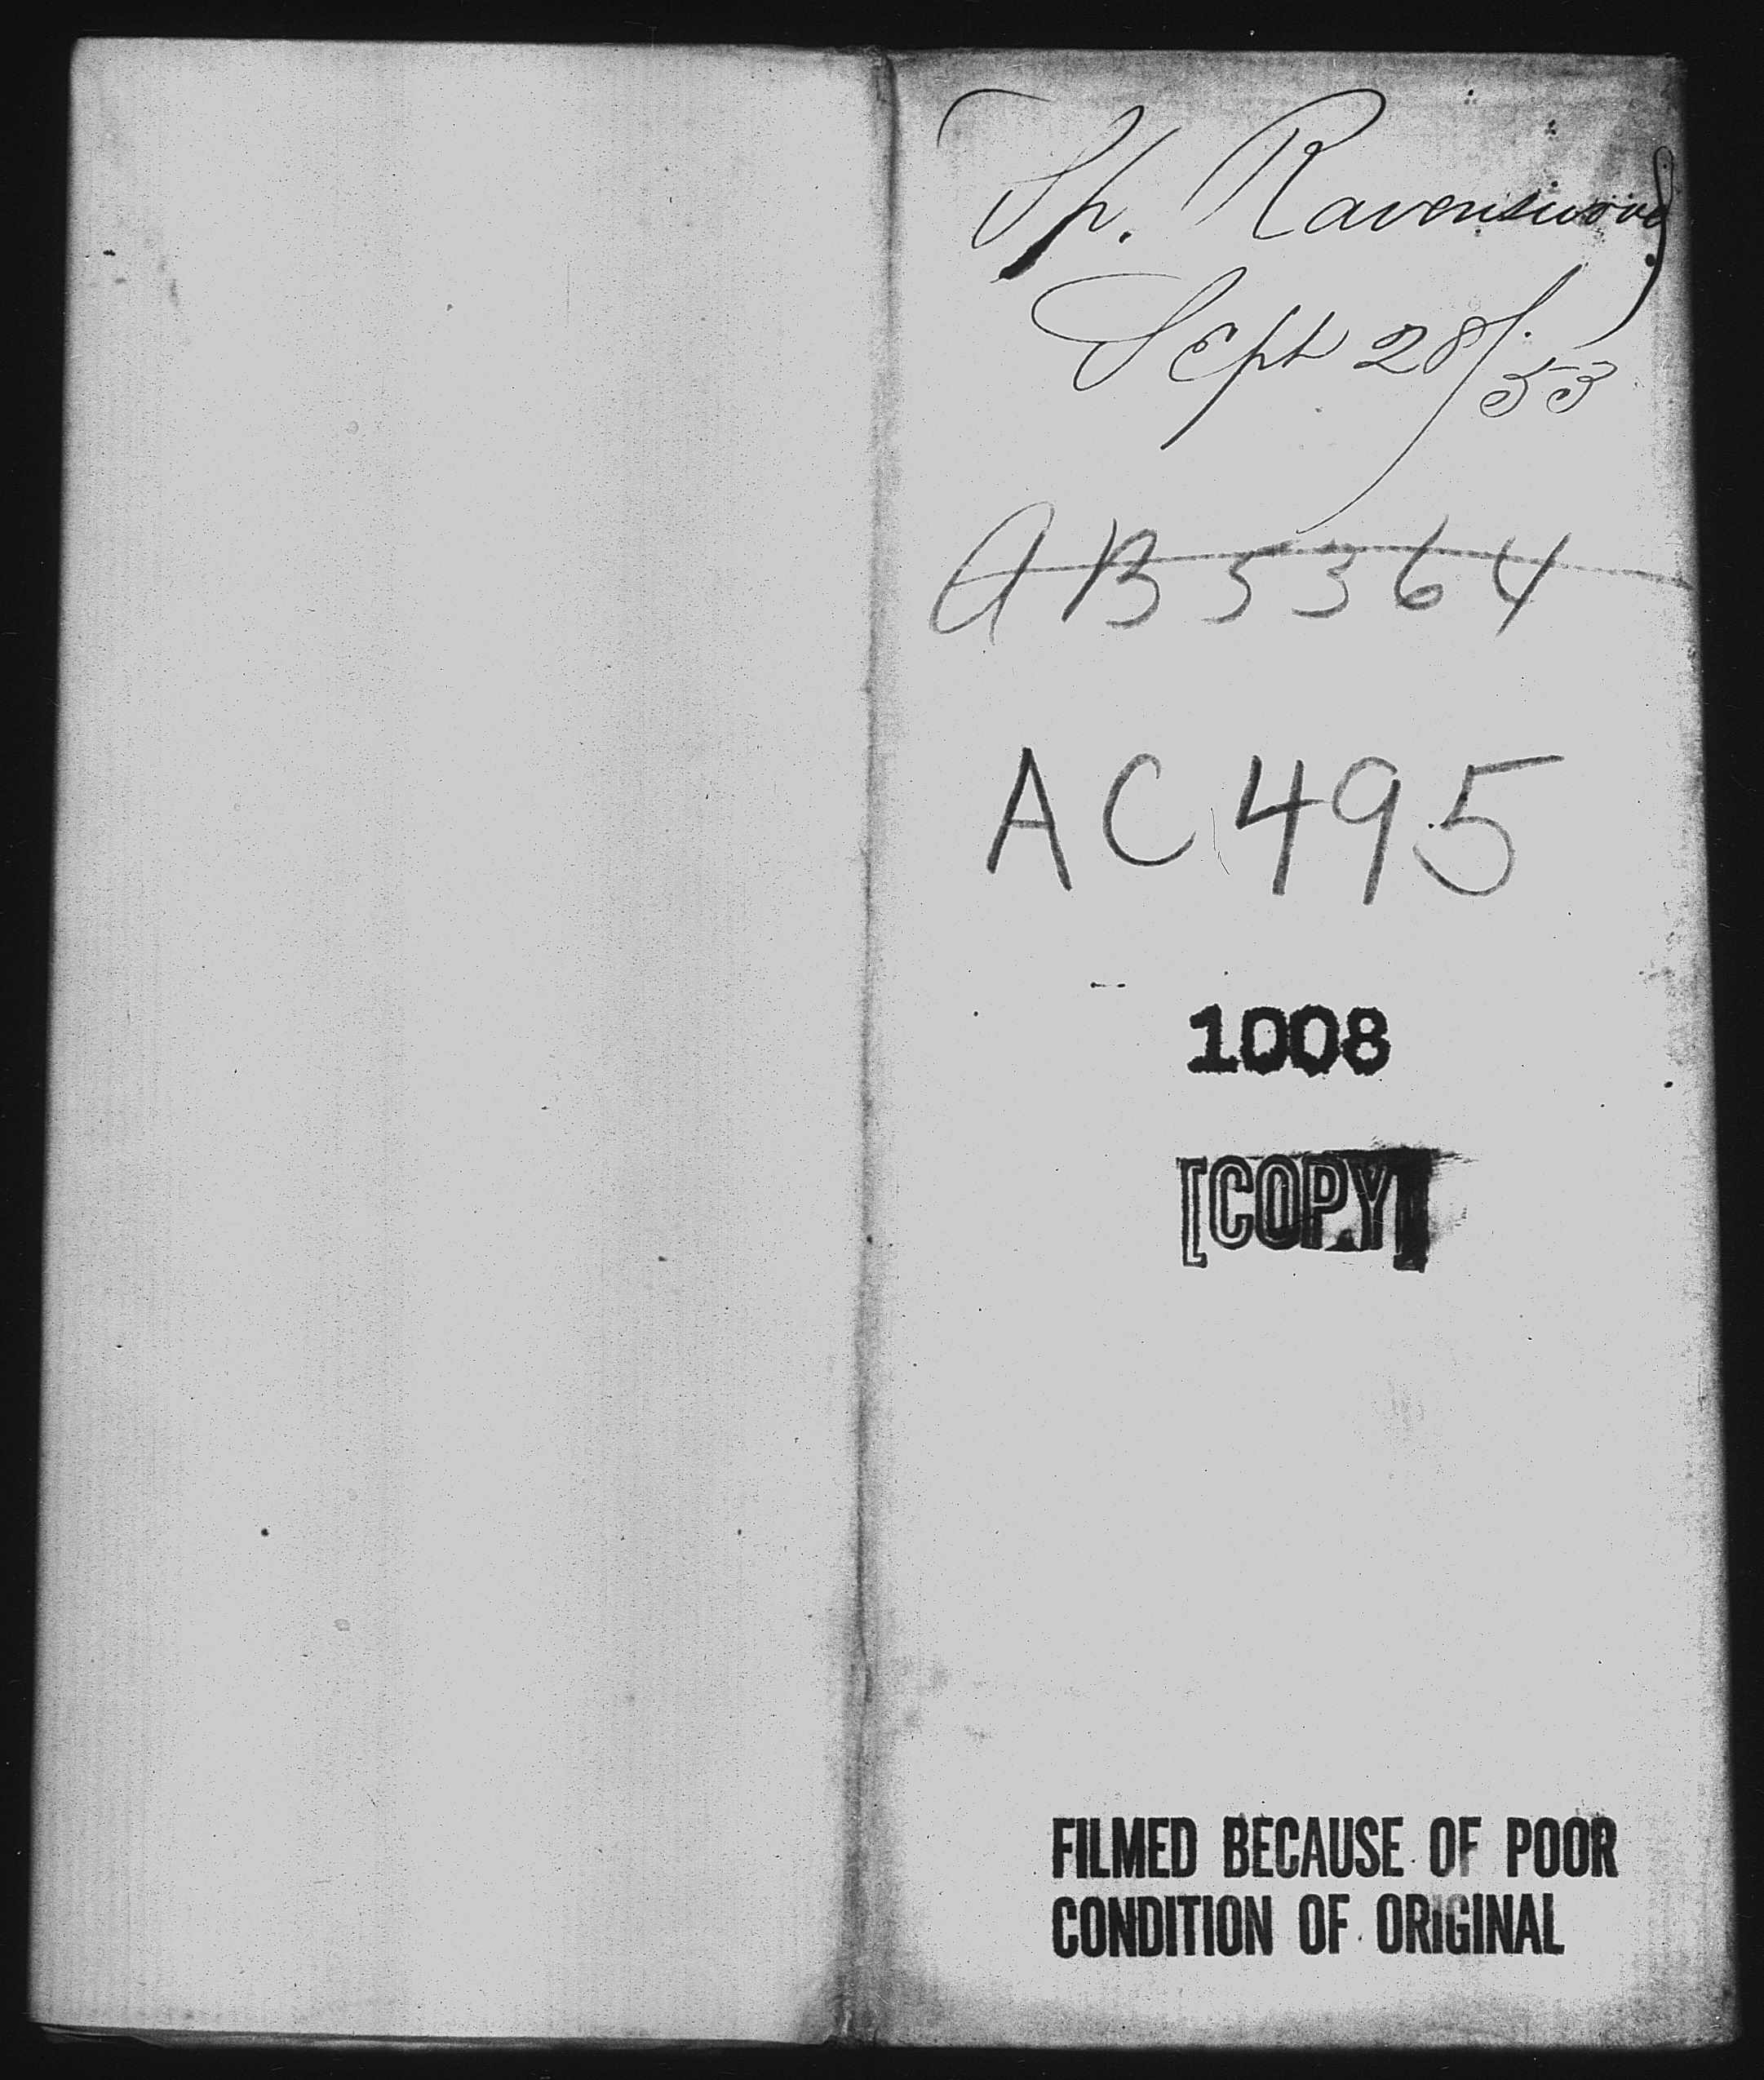 Sh. Ravenswood
Sept 28/53
AB5364
AC495
1008
[COPY]
FILMED BECAUSE OF POOR
CONDITION OF ORIGINAL